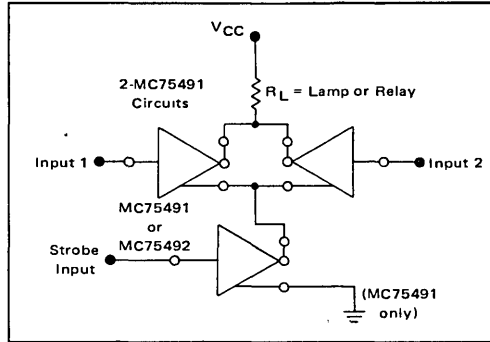 VCC
2-MC75491
Circuits
RL = Lamp or Relay
Input 1
Input 2
MC75491
or
MC75492
Strobe
Input
(MC75491
only)